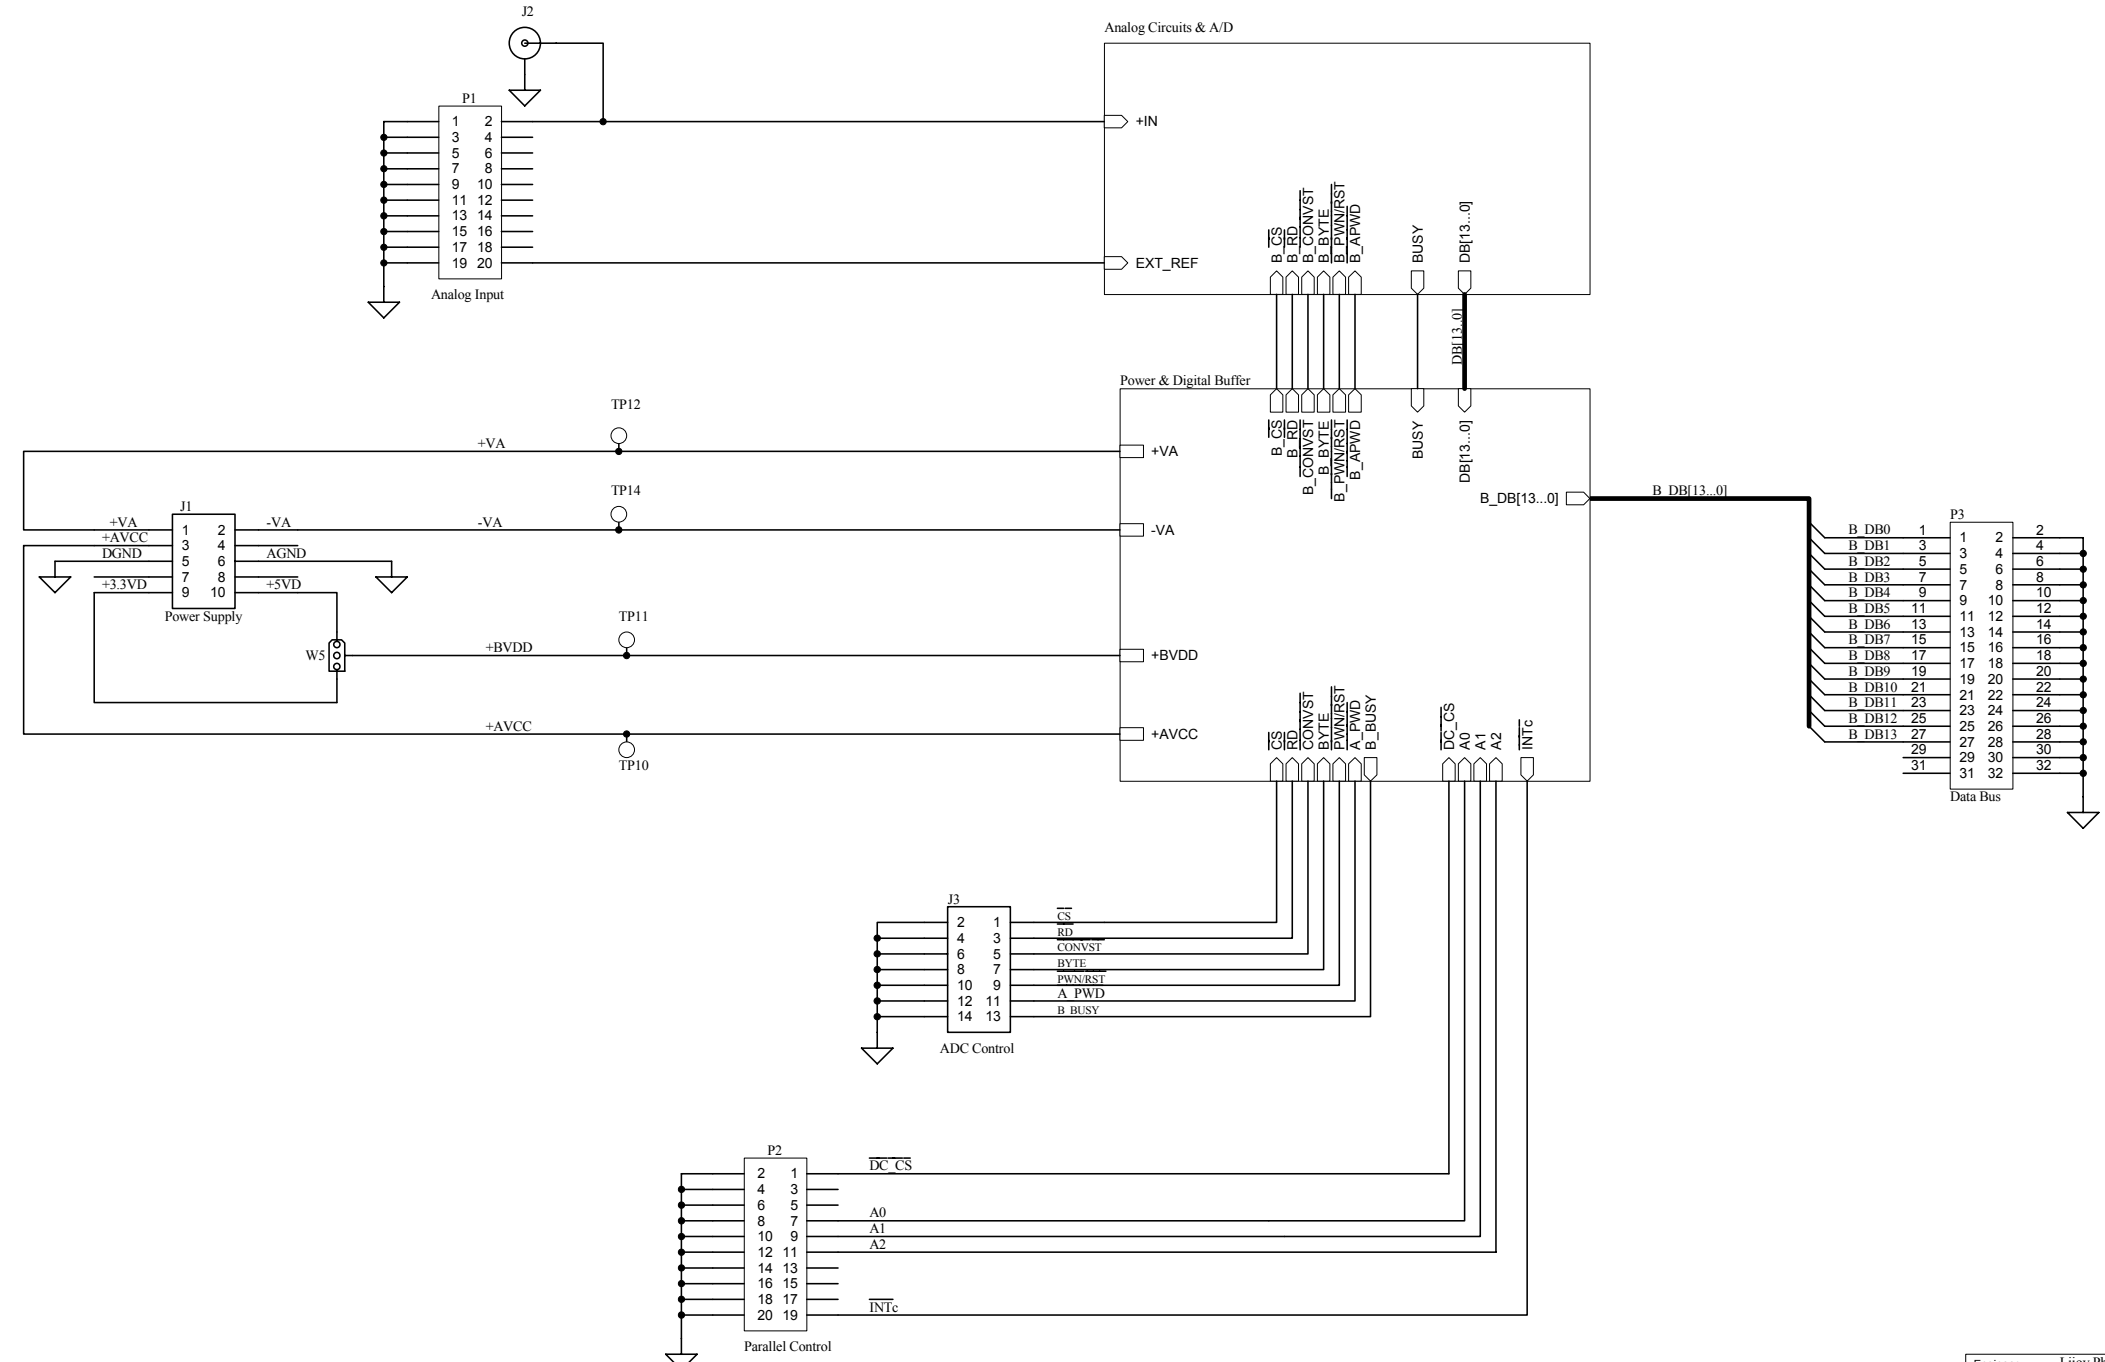 J2
Analog Circuits & A/D
P1
1 2
3 4
5 6
7 8
9 10
11 12
13 14
15 16
17 18
19 20
Analog Input
+IN
EXT_REF
B_CS
B_RD
B_CONVST
B_BYTE
B_PWN/RST
B_APWD
BUSY
DB[13...0]
DB[13..0]
Power & Digital Buffer
B_CS
B_RD
B_CONVST
B_BYTE
B_PWN/RST
B_APWD
BUSY
DB[13...0]
TP12
+VA
+VA
TP14
-VA
-VA
B_DB[13...0]
B_DB[13...0]
J1
+VA 1 2 -VA
+AVCC 3 4
DGND 5 6 AGND
7 8
+3.3VD 9 10 +5VD
Power Supply
W5
TP11
+BVDD
+BVDD
+AVCC
+AVCC
TP10
CS
RD
CONVST
BYTE
PWN/RST
A_PWD
B_BUSY
DC_CS
A0
A1
A2
INTc
P3
B_DB0 1 1 2 2
B_DB1 3 3 4 4
B_DB2 5 5 6 6
B_DB3 7 7 8 8
B_DB4 9 9 10 10
B_DB5 11 11 12 12
B_DB6 13 13 14 14
B_DB7 15 15 16 16
B_DB8 17 17 18 18
B_DB9 19 19 20 20
B_DB10 21 21 22 22
B_DB11 23 23 24 24
B_DB12 25 25 26 26
B_DB13 27 27 28 28
29 29 30 30
31 31 32 32
Data Bus
J3
2 1 CS
4 3 RD
6 5 CONVST
8 7 BYTE
10 9 PWN/RST
12 11 A_PWD
14 13 B_BUSY
ADC Control
P2
2 1 DC_CS
4 3
6 5
8 7 A0
10 9 A1
12 11 A2
14 13
16 15
18 17
20 19 INTc
Parallel Control